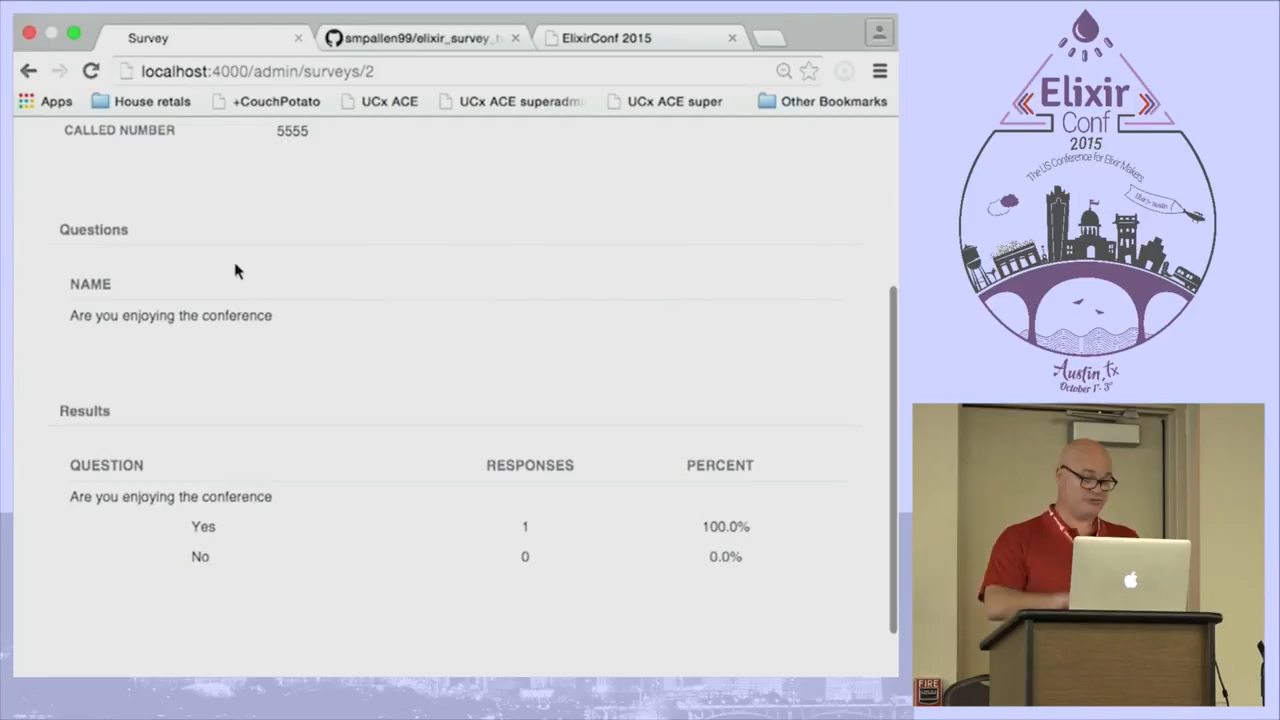 Survey
smpallen99/elixir_survey_t
ElixirConf 2015
localhost:4000/admin/surveys/2
Apps
House retals
+CouchPotato
UCx ACE
UCx ACE superadmi
UCx ACE super
Other Bookmarks
CALLED NUMBER 5555
Questions
NAME
Are you enjoying the conference
Results
QUESTION RESPONSES PERCENT
Are you enjoying the conference
Yes 1 100.0%
No 0 0.0%
Elixir
Conf
2015
The US Conference for Elixir Makers
Austin, tx
October 1st - 3rd
FIRE